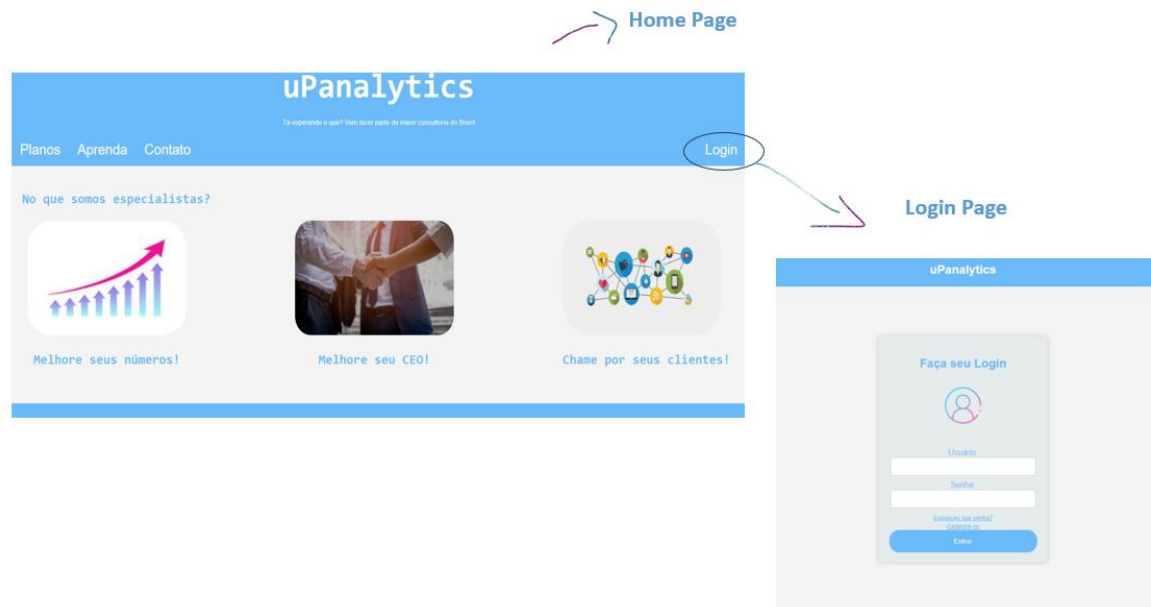 Home Page
uPanalytics
Tá esperando o que? Vem fazer parte da maior consultoria do Brasil
Planos Aprenda Contato Login
No que somos especialistas?
Melhore seus números! Melhore seu CEO! Chame por seus clientes!
Login Page
uPanalytics
Faça seu Login
Usuário
Senha
Esqueceu sua senha?
Cadastre-se
Entrar